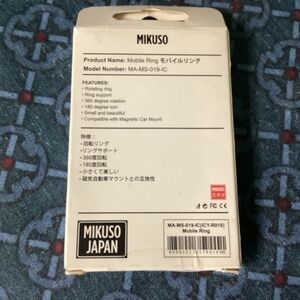 MIKUSO
Product Name: Mobile Ring モバイルリング
Model Number: MA-MS-019-IC
FEATURES:
- Rotating ring
- Ring support
- 360 degree rotation
- 180 degree turn
- Small and beautiful
- Compatible with Magnetic Car Mount
特徴:
- 回転リング
- リングサポート
- 360度回転
- 180度回転
- 小さくて美しい
- 磁気自動車マウントとの互換性
MIKUSO
ミクソ
MIKUSO
JAPAN
MA-MS-019-IC(ICY-R018)
Mobile Ring